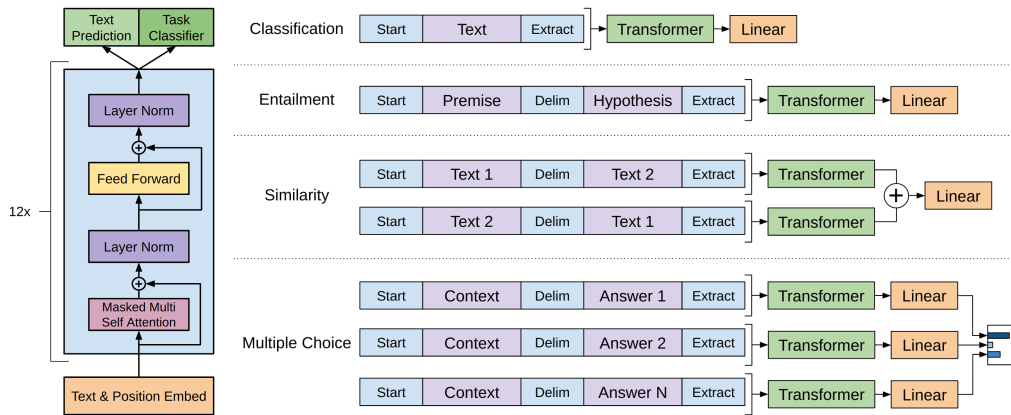 Text Prediction
Task Classifier
12x
Layer Norm
+
Feed Forward
Layer Norm
+
Masked Multi
Self Attention
Text & Position Embed
Classification
Start Text Extract Transformer Linear
Entailment
Start Premise Delim Hypothesis Extract Transformer Linear
Similarity
Start Text 1 Delim Text 2 Extract Transformer
+ Linear
Start Text 2 Delim Text 1 Extract Transformer
Multiple Choice
Start Context Delim Answer 1 Extract Transformer Linear
Start Context Delim Answer 2 Extract Transformer Linear
Start Context Delim Answer N Extract Transformer Linear